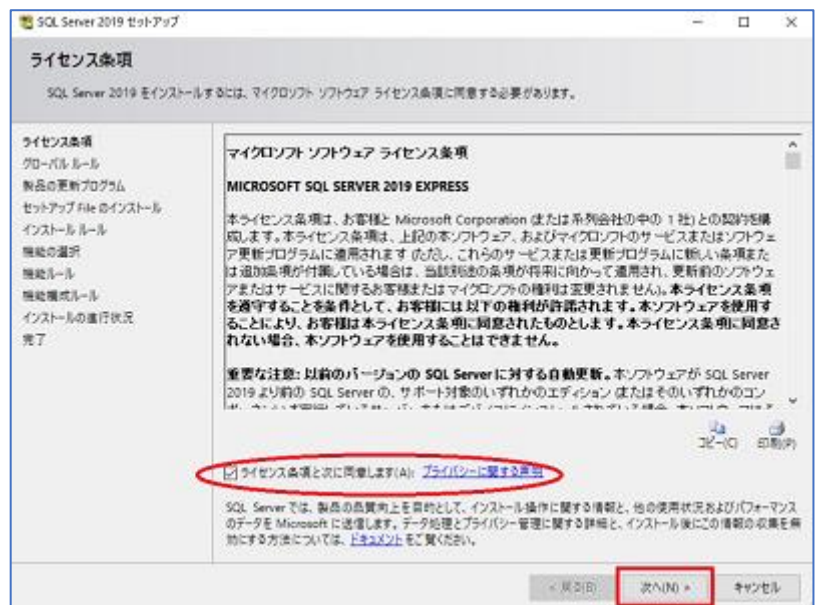 SQL Server 2019 セットアップ
ライセンス条項
SQL Server 2019 をインストールするには、マイクロソフト ソフトウェア ライセンス条項に同意する必要があります。
ライセンス条項
グローバル ルール
製品の更新プログラム
セットアップ File のインストール
インストール ルール
機能の選択
機能ルール
機能構成ルール
インストールの進行状況
完了
マイクロソフト ソフトウェア ライセンス条項
MICROSOFT SQL SERVER 2019 EXPRESS
本ライセンス条項は、お客様と Microsoft Corporation (または系列会社の中の 1 社) との契約を構
成します。本ライセンス条項は、上記の本ソフトウェア、およびマイクロソフトのサービスまたはソフトウェ
ア更新プログラムに適用されます (ただし、これらのサービスまたは更新プログラムに新しい条項また
は追加条項が付属している場合は、当該別途の条項が将来に向かって適用され、更新前のソフトウェ
アまたはサービスに関するお客様またはマイクロソフトの権利は変更されません)。本ライセンス条項
を遵守することを条件として、お客様には以下の権利が許諾されます。本ソフトウェアを使用す
ることにより、お客様は本ライセンス条項に同意されたものとします。本ライセンス条項に同意さ
れない場合、本ソフトウェアを使用することはできません。
重要な注意: 以前のバージョンの SQL Server に対する自動更新。本ソフトウェアが SQL Server
2019 より前の SQL Server の、サポート対象のいずれかのエディション (またはそのいずれかのコン
コピー(C) 印刷(P)
ライセンス条項と次に同意します(A): プライバシーに関する声明
SQL Server では、製品の品質向上を目的として、インストール操作に関する情報と、他の使用状況およびパフォーマンス
のデータを Microsoft に送信します。データ処理とプライバシー管理に関する詳細と、インストール後にこの情報の収集を無
効にする方法については、ドキュメント をご覧ください。
< 戻る(B) 次へ(N) > キャンセル